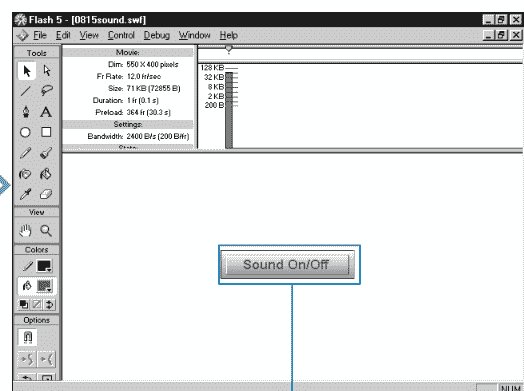 Flash 5 - [0815sound.swf]
File Edit View Control Debug Window Help
Tools
Movie:
Dim: 550 X 400 pixels
Fr Rate: 12.0 fr/sec
Size: 71 KB (72855 B)
Duration: 1 fr (0.1 s)
Preload: 364 fr (30.3 s)
Settings:
Bandwidth: 2400 B/s (200 B/fr)
State:
128 KB
32 KB
8 KB
2 KB
200 B
A
View
Colors
Options
Sound On/Off
NUM